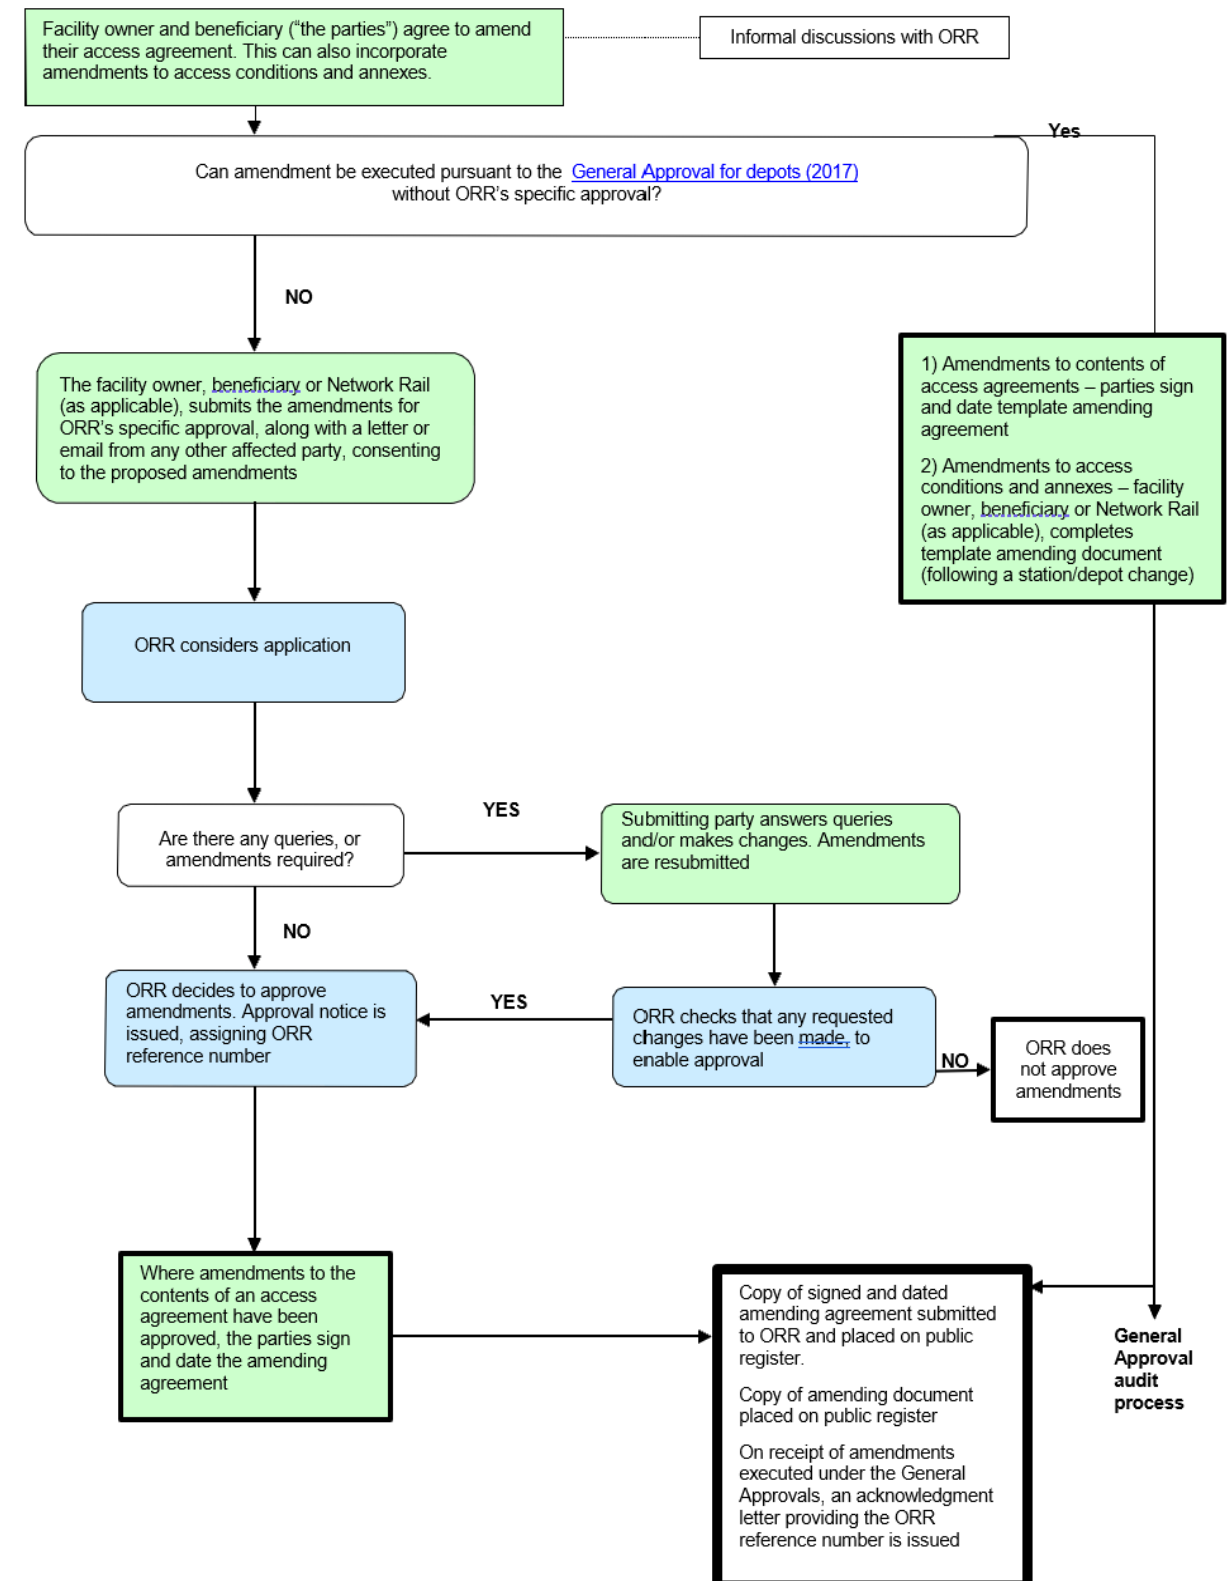 Facility owner and beneficiary (“the parties”) agree to amend
their access agreement. This can also incorporate
amendments to access conditions and annexes.
Informal discussions with ORR
Yes
Can amendment be executed pursuant to the General Approval for depots (2017)
without ORR’s specific approval?
NO
The facility owner, beneficiary or Network Rail
(as applicable), submits the amendments for
ORR’s specific approval, along with a letter or
email from any other affected party, consenting
to the proposed amendments
1) Amendments to contents of
access agreements – parties sign
and date template amending
agreement
2) Amendments to access
conditions and annexes – facility
owner, beneficiary or Network Rail
(as applicable), completes
template amending document
(following a station/depot change)
ORR considers application
Are there any queries, or
amendments required?
YES
Submitting party answers queries
and/or makes changes. Amendments
are resubmitted
NO
ORR decides to approve
amendments. Approval notice is
issued, assigning ORR
reference number
YES
ORR checks that any requested
changes have been made, to
enable approval
NO
ORR does
not approve
amendments
Where amendments to the
contents of an access
agreement have been
approved, the parties sign
and date the amending
agreement
Copy of signed and dated
amending agreement submitted
to ORR and placed on public
register.
Copy of amending document
placed on public register
On receipt of amendments
executed under the General
Approvals, an acknowledgment
letter providing the ORR
reference number is issued
General
Approval
audit
process